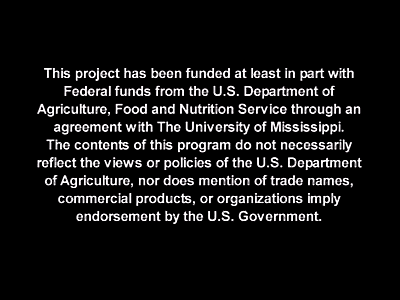 This project has been funded at least in part with
Federal funds from the U.S. Department of
Agriculture, Food and Nutrition Service through an
agreement with The University of Mississippi.
The contents of this program do not necessarily
reflect the views or policies of the U.S. Department
of Agriculture, nor does mention of trade names,
commercial products, or organizations imply
endorsement by the U.S. Government.